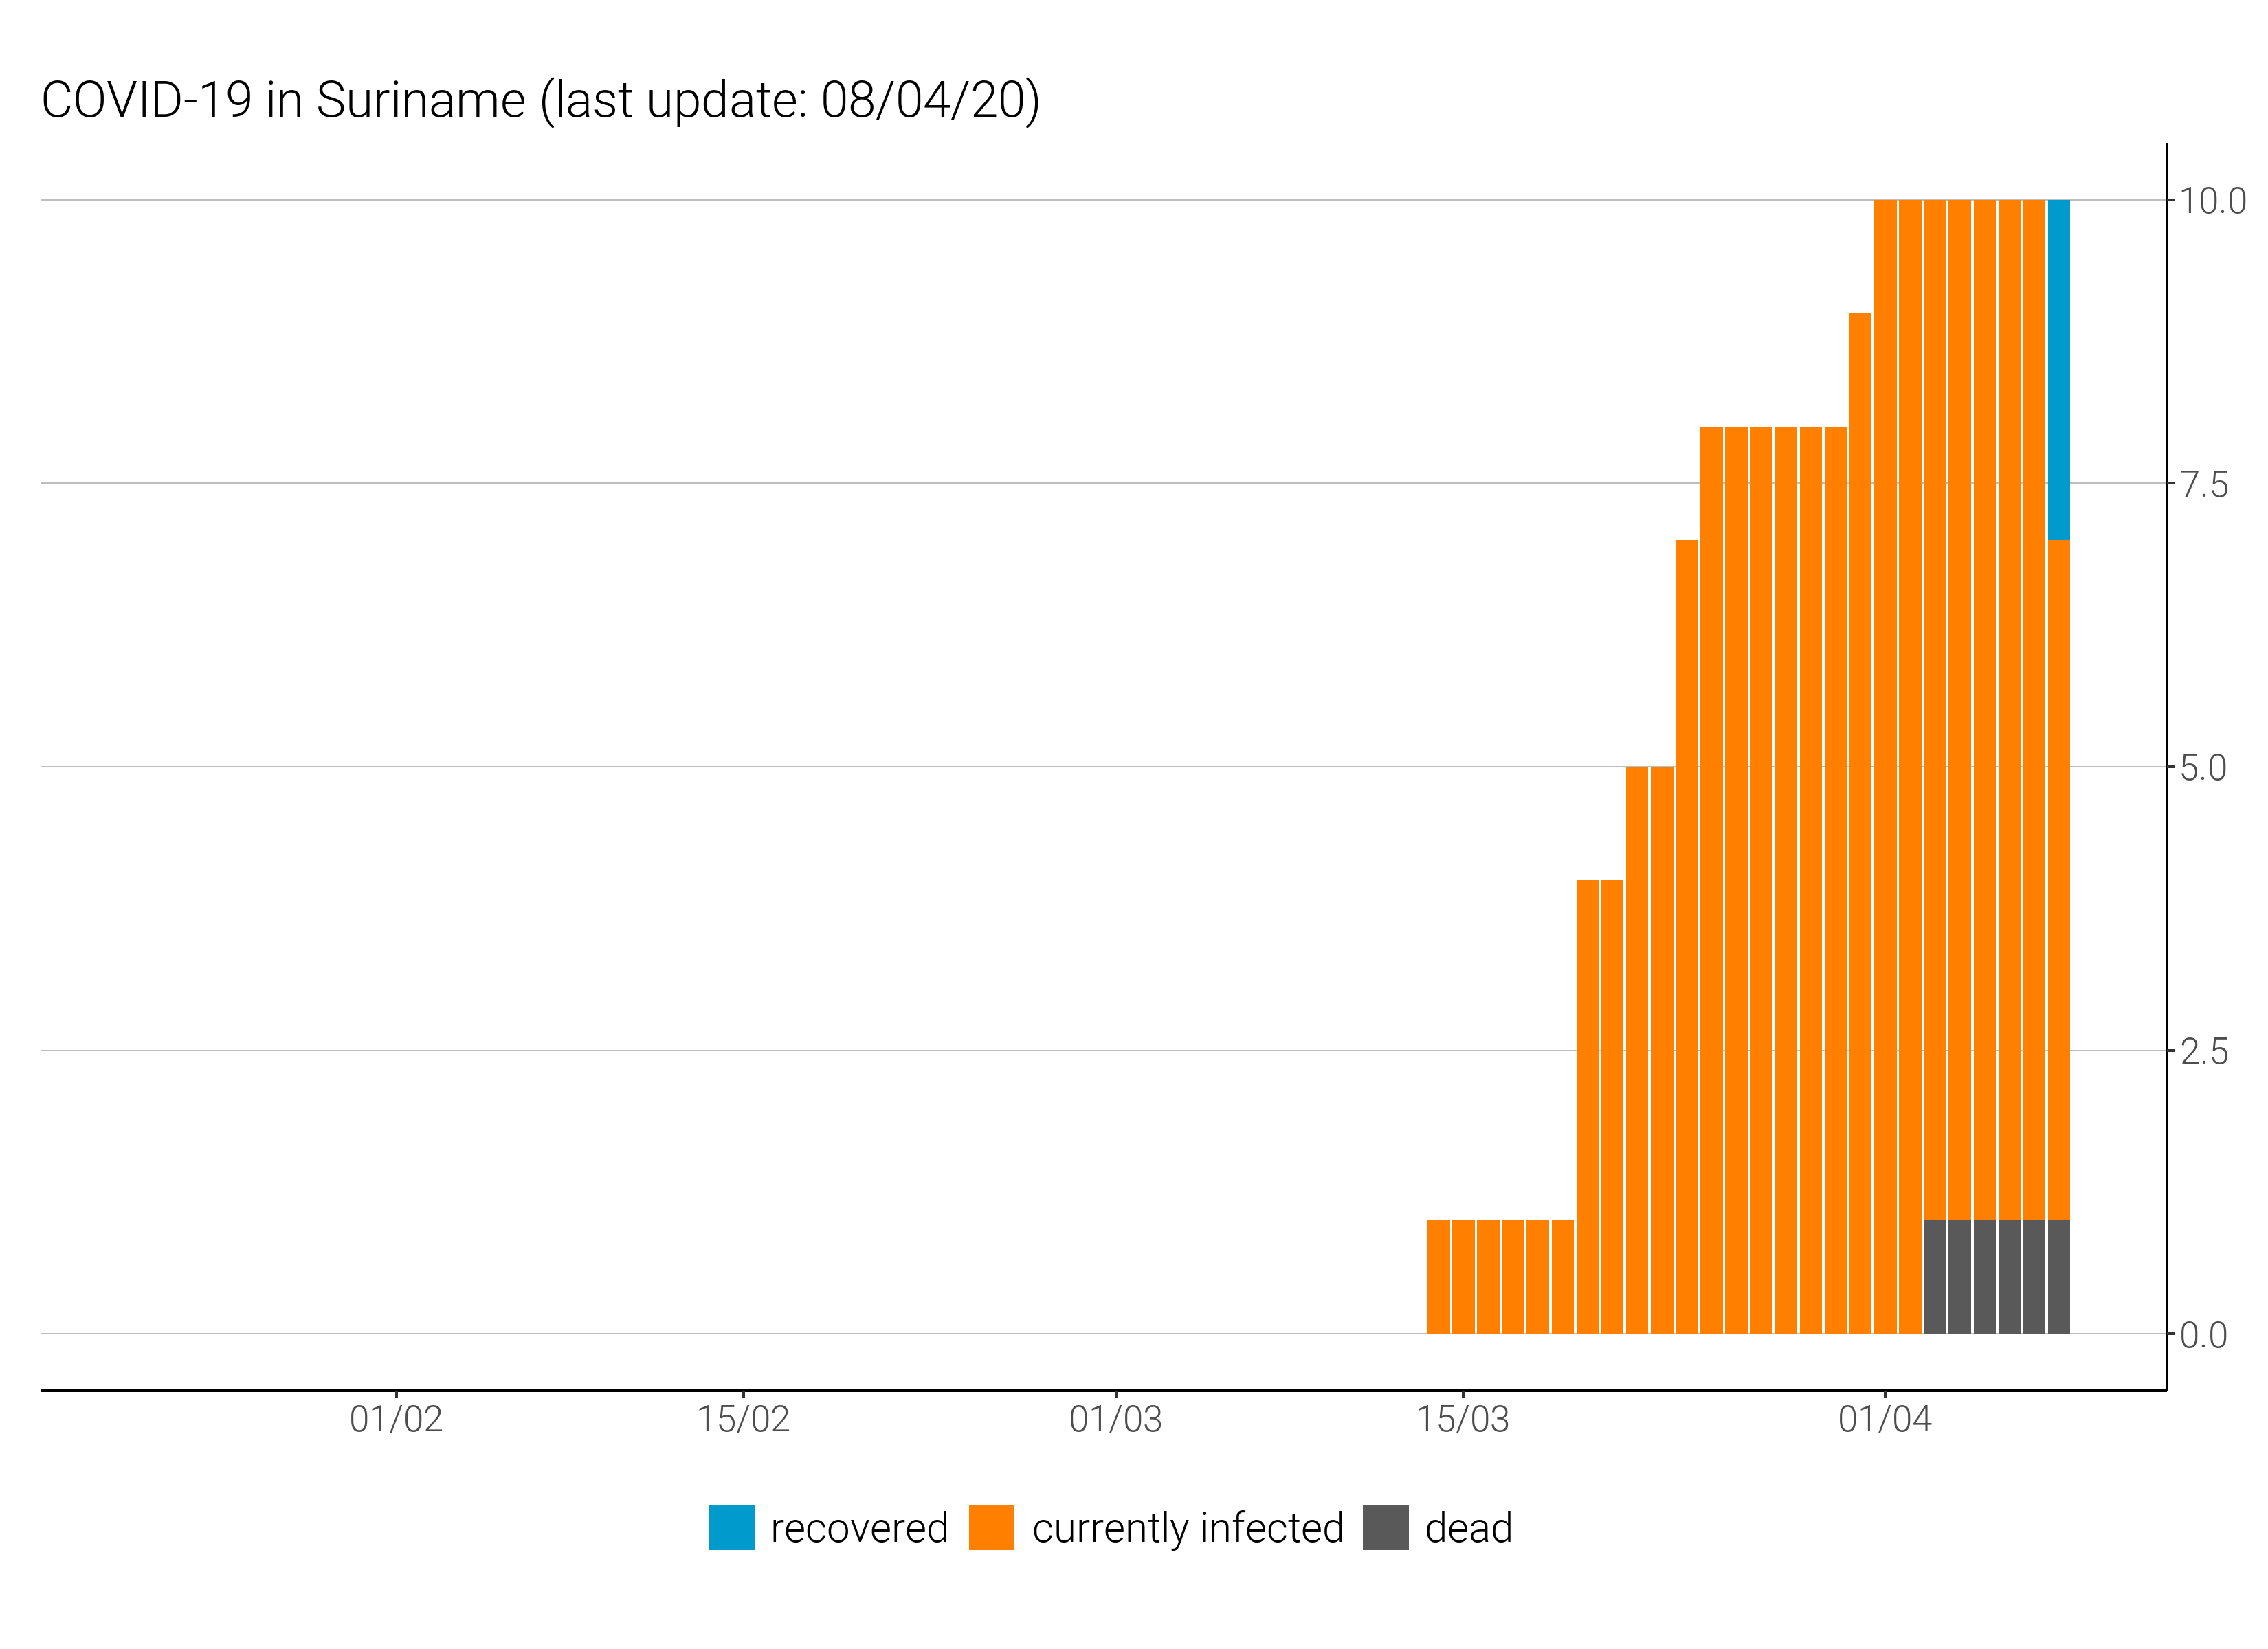 COVID-19 in Suriname (last update: 08/04/20)
10.0
7.5
5.0
2.5
0.0
01/02 15/02 01/03 15/03 01/04
recovered currently infected dead